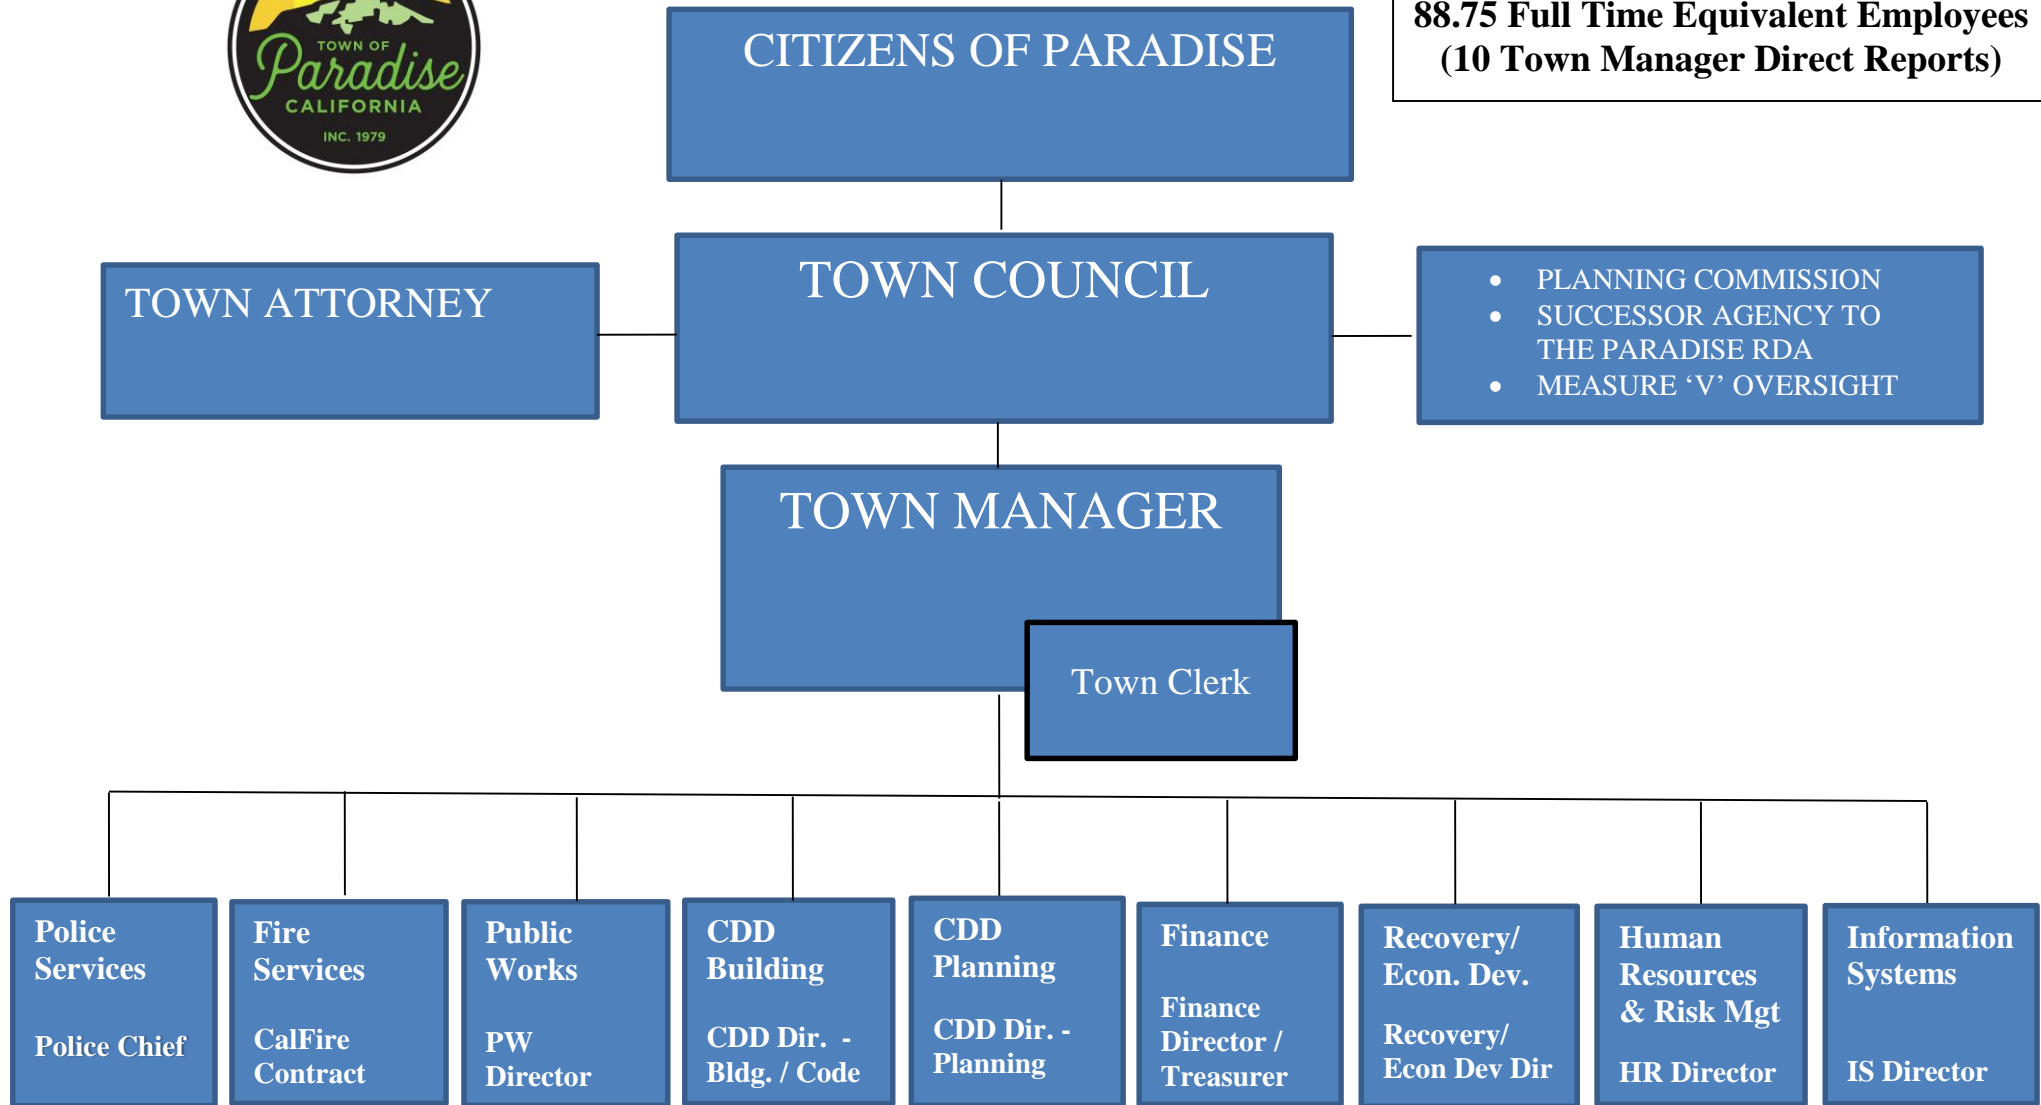 TOWN OF
Paradise
CALIFORNIA
INC. 1979
CITIZENS OF PARADISE
88.75 Full Time Equivalent Employees
(10 Town Manager Direct Reports)
TOWN ATTORNEY
TOWN COUNCIL
• PLANNING COMMISSION
• SUCCESSOR AGENCY TO
THE PARADISE RDA
• MEASURE ‘V’ OVERSIGHT
TOWN MANAGER
Town Clerk
Police
Services
Police Chief
Fire
Services
CalFire
Contract
Public
Works
PW
Director
CDD
Building
CDD Dir. -
Bldg. / Code
CDD
Planning
CDD Dir. -
Planning
Finance
Finance
Director /
Treasurer
Recovery/
Econ. Dev.
Recovery/
Econ Dev Dir
Human
Resources
& Risk Mgt
HR Director
Information
Systems
IS Director